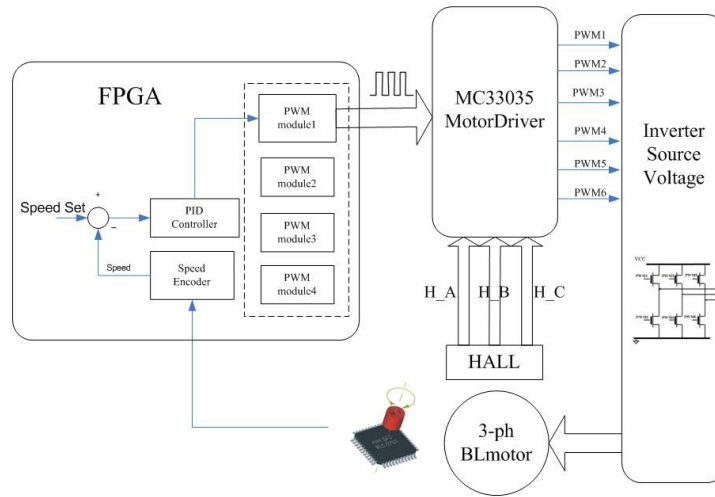 FPGA
PWM
module1
PWM
module2
PWM
module3
PWM
module4
Speed Set
+
−
PID
Controller
Speed
Speed
Encoder
MC33035
MotorDriver
PWM1
PWM2
PWM3
PWM4
PWM5
PWM6
Inverter
Source
Voltage
VCC
H_A
H_B
H_C
HALL
3-ph
BLmotor